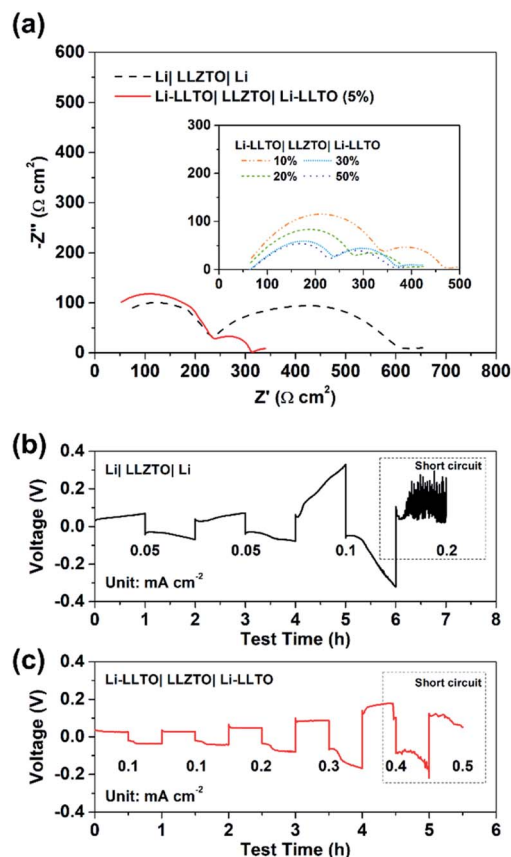 (a)
600
500
400
300
200
100
0
-Z'' (Ω cm²)
Li| LLZTO| Li
Li-LLTO| LLZTO| Li-LLTO (5%)
300
200
100
0
Li-LLTO| LLZTO| Li-LLTO
10% 30%
20% 50%
0 100 200 300 400 500
0 100 200 300 400 500 600 700 800
Z' (Ω cm²)
(b)
0.4
0.2
0.0
-0.2
-0.4
Voltage (V)
Li| LLZTO| Li
Short circuit
0.05 0.05 0.1 0.2
Unit: mA cm⁻²
0 1 2 3 4 5 6 7 8
Test Time (h)
(c)
0.4
0.2
0.0
-0.2
-0.4
Voltage (V)
Li-LLTO| LLZTO| Li-LLTO
Short circuit
0.1 0.1 0.2 0.3 0.4 0.5
Unit: mA cm⁻²
0 1 2 3 4 5 6
Test Time (h)